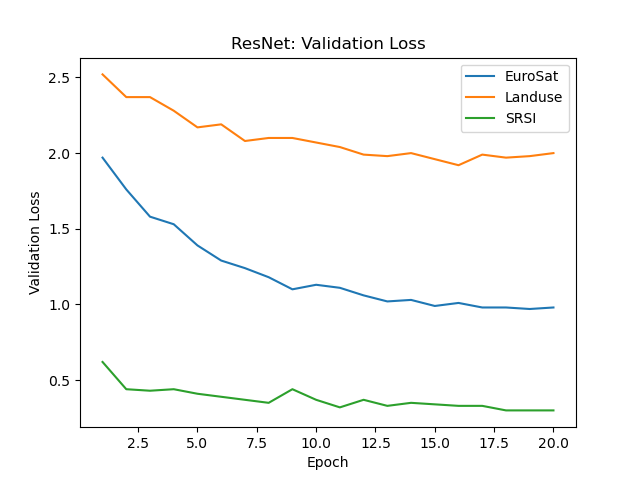 ResNet: Validation Loss
EuroSat
Landuse
SRSI
Validation Loss
2.5
2.0
1.5
1.0
0.5
2.5 5.0 7.5 10.0 12.5 15.0 17.5 20.0
Epoch